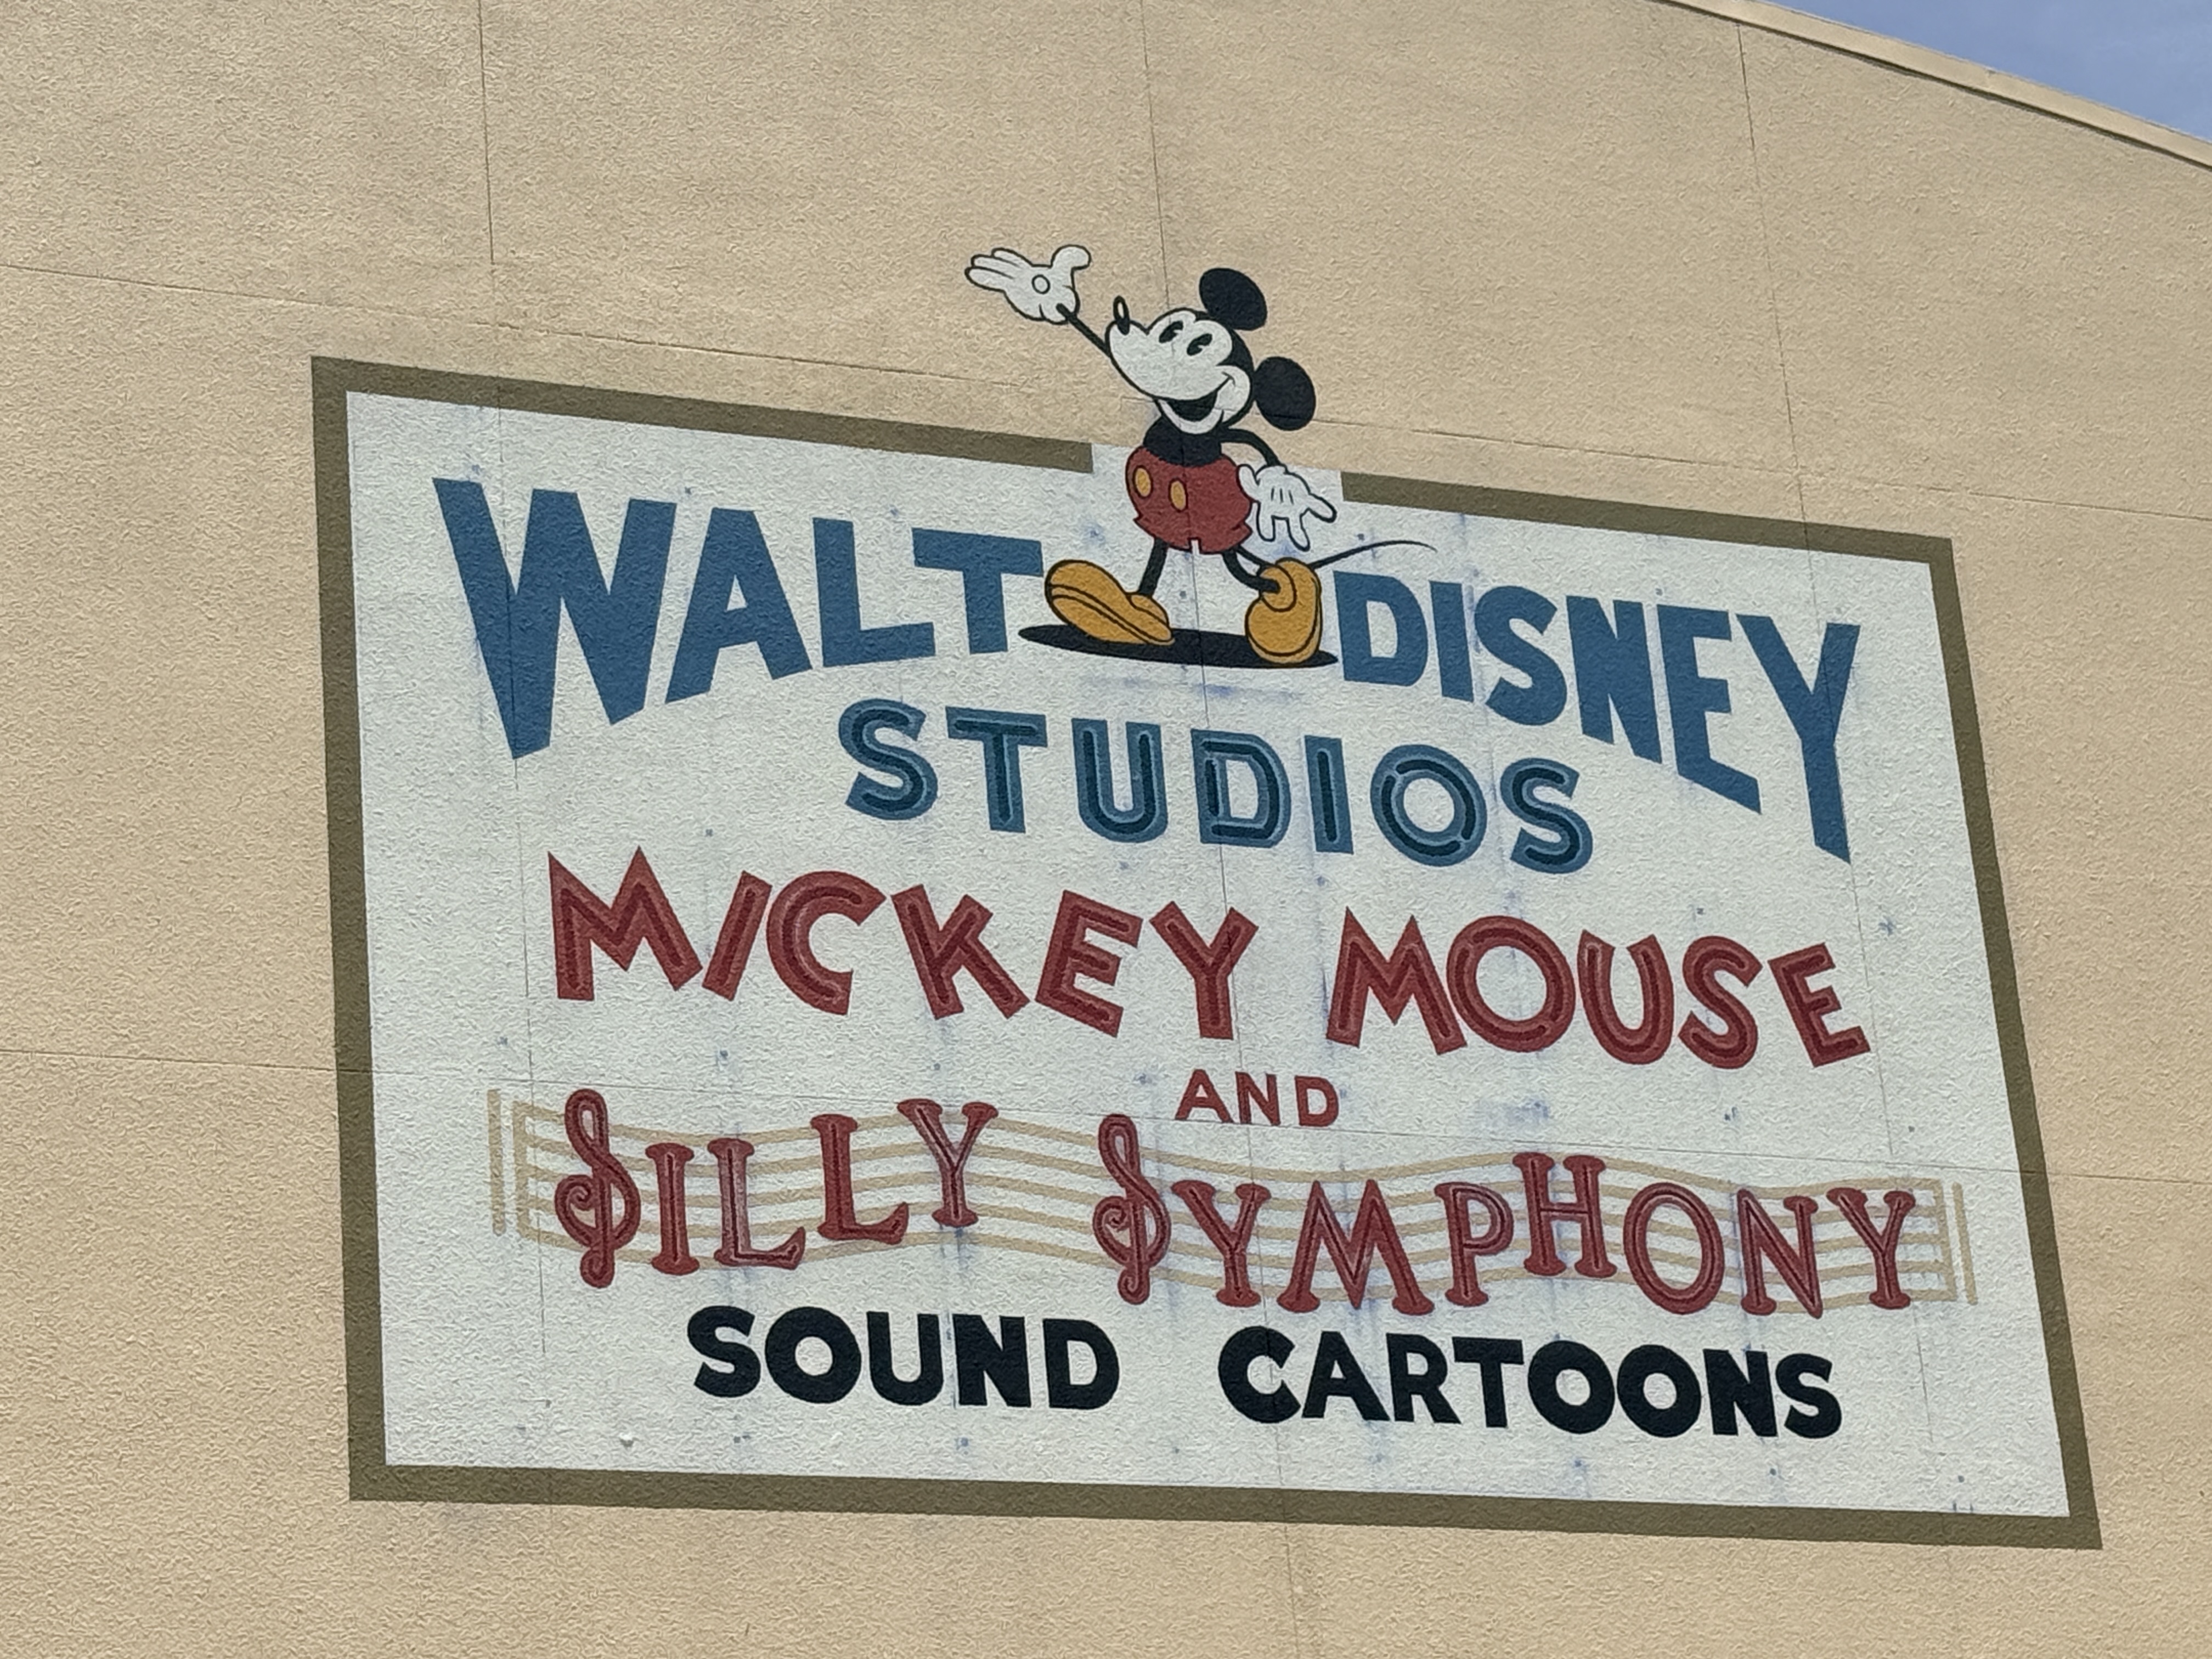 WALT DISNEY
STUDIOS
MICKEY MOUSE
AND
SILLY SYMPHONY
SOUND CARTOONS